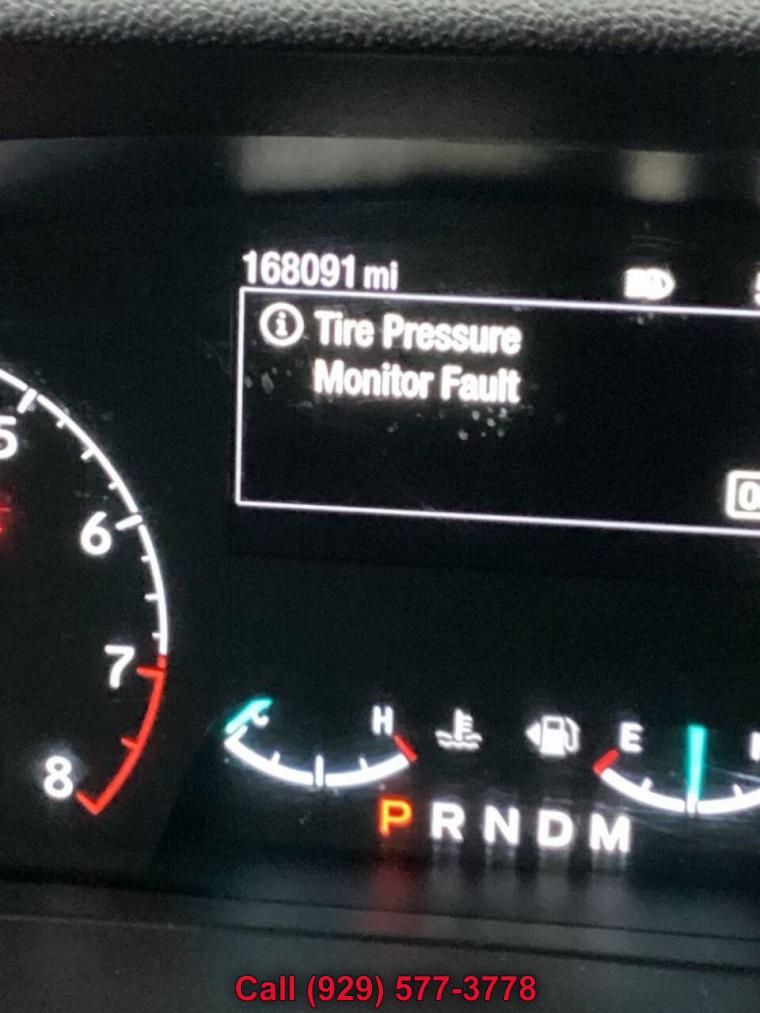 168091 mi
Tire Pressure
Monitor Fault
5
6
7
8
C
H
E
P R N D M
Call (929) 577-3778